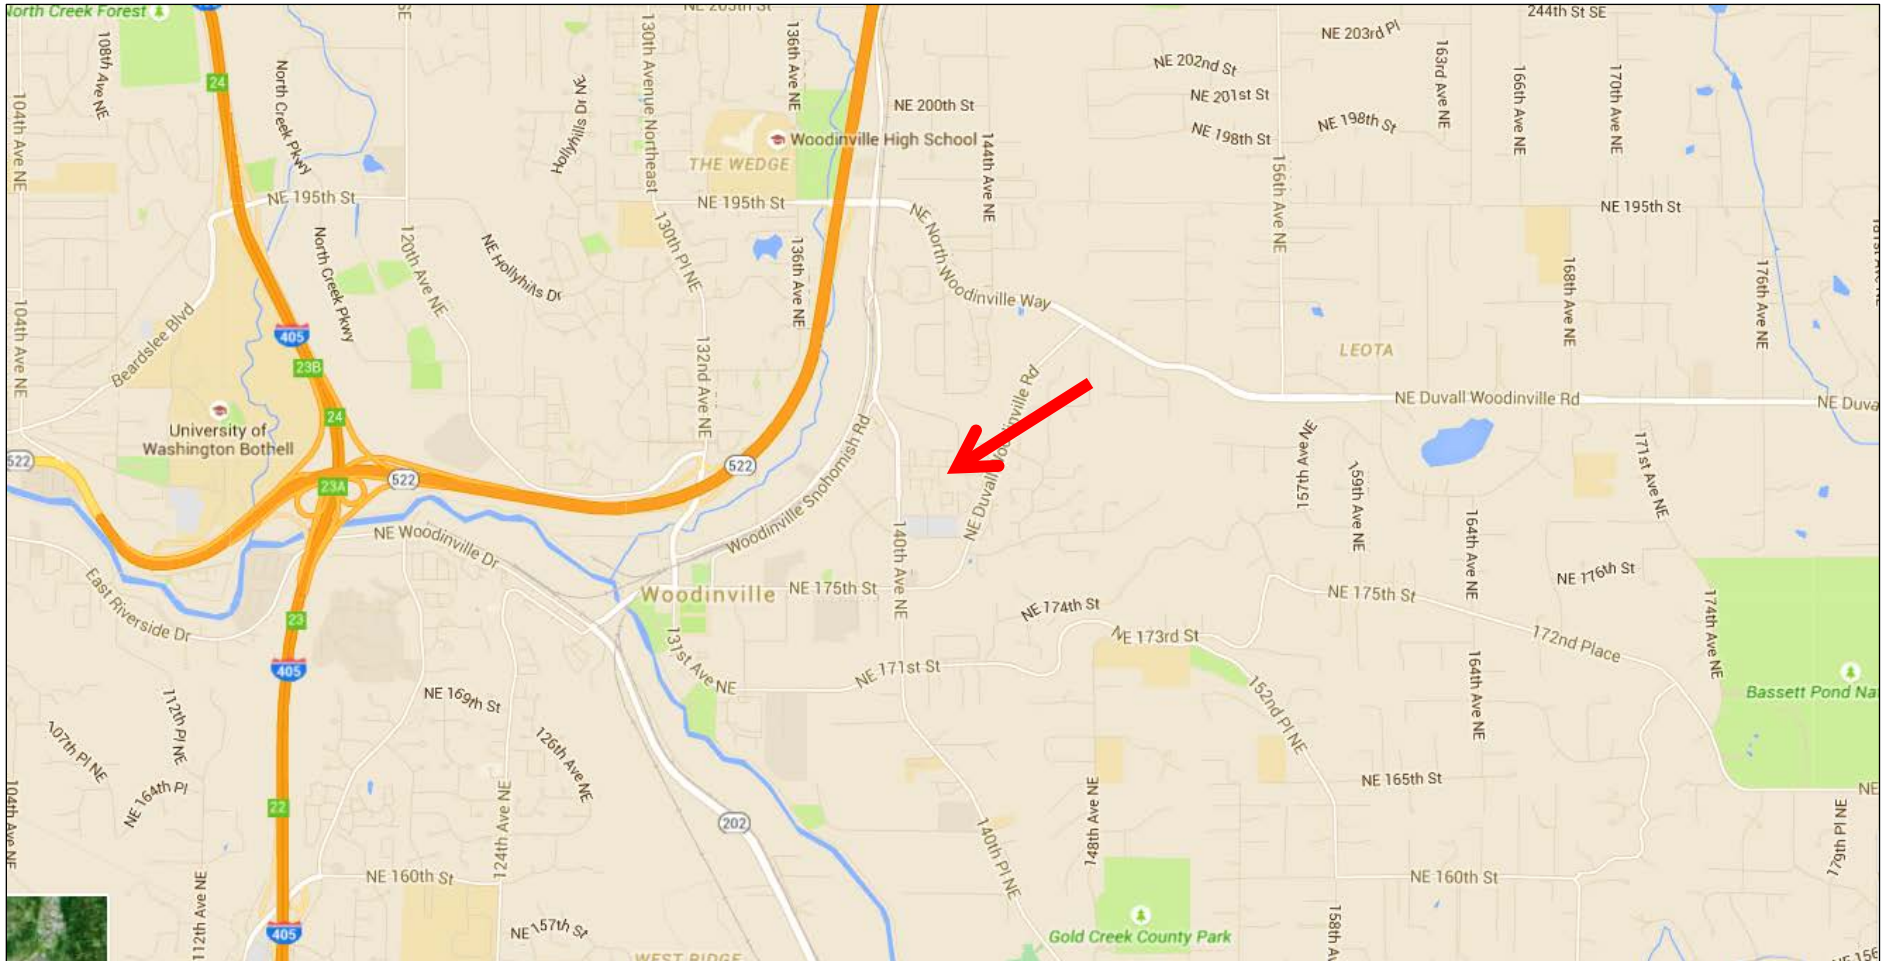 North Creek Forest
SE
NE 203rd Pl
244th St SE
108th Ave NE
24
North Creek Pkwy
Hollyhills Dr NE
130th Avenue Northeast
136th Ave NE
NE 202nd St
NE 201st St
NE 198th St
NE 198th St
163rd Ave NE
166th Ave NE
170th Ave NE
104th Ave NE
NE 200th St
Woodinville High School
THE WEDGE
144th Ave NE
156th Ave NE
NE 195th St
NE 195th St
NE 195th St
Beardslee Blvd
North Creek Pkwy
120th Ave NE
NE Hollyhills Dr
130th Pl NE
136th Ave NE
NE North Woodinville Way
168th Ave NE
176th Ave NE
104th Ave NE
405
23B
132nd Ave NE
LEOTA
24
NE Duvall Woodinville Rd
NE Duva
University of
Washington Bothell
522
23A
522
522
Woodinville Snohomish Rd
NE Duvall Woodinville Rd
157th Ave NE
159th Ave NE
171st Ave NE
164th Ave NE
NE Woodinville Dr
140th Ave NE
East Riverside Dr
Woodinville
NE 175th St
NE 174th St
NE 175th St
NE 176th St
174th Ave NE
23
NE 173rd St
172nd Place
405
131st Ave NE
NE 171st St
164th Ave NE
Bassett Pond Na
NE 169th St
112th Pl NE
107th Pl NE
126th Ave NE
152nd Pl NE
NE 164th Pl
NE 165th St
NE
104th Ave NE
22
124th Ave NE
202
148th Ave NE
140th Pl NE
179th Pl NE
NE 160th St
NE 160th St
112th Ave NE
405
NE 157th St
Gold Creek County Park
158th Av
WEST RIDGE
NE 156